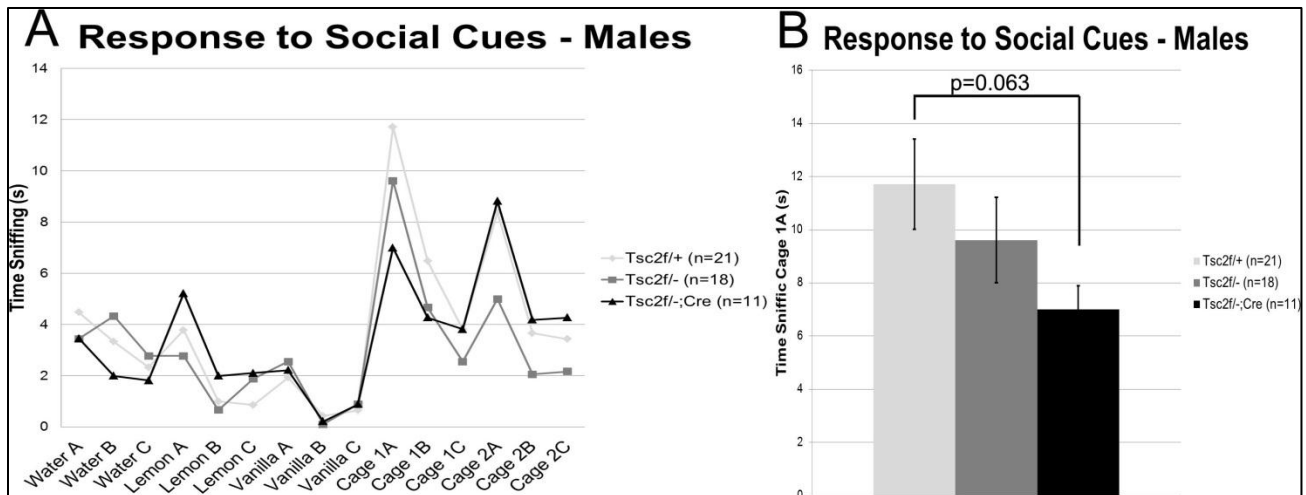 A Response to Social Cues - Males
Time Sniffing (s)
14
12
10
8
6
4
2
0
Water A
Water B
Water C
Lemon A
Lemon B
Lemon C
Vanilla A
Vanilla B
Vanilla C
Cage 1A
Cage 1B
Cage 1C
Cage 2A
Cage 2B
Cage 2C
Tsc2f/+ (n=21)
Tsc2f/- (n=18)
Tsc2f/-;Cre (n=11)
B Response to Social Cues - Males
Time Sniffic Cage 1A (s)
16
14
12
10
8
6
4
2
0
p=0.063
Tsc2f/+ (n=21)
Tsc2f/- (n=18)
Tsc2f/-;Cre (n=11)